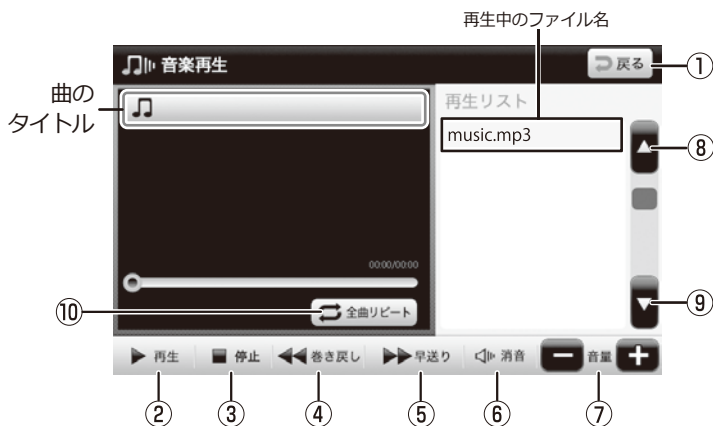 再生中のファイル名
音楽再生
戻る
①
曲の
タイトル
再生リスト
music.mp3
⑧
00:00/00:00
⑩
全曲リピート
⑨
再生
停止
巻き戻し
早送り
消音
音量
②
③
④
⑤
⑥
⑦